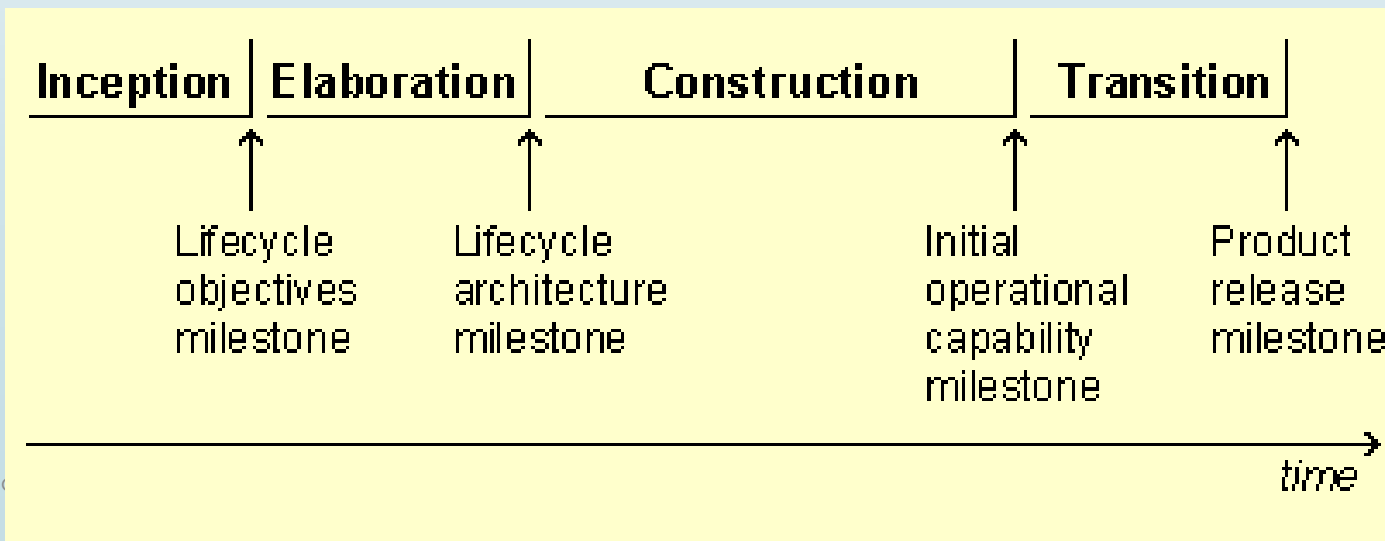 Inception Elaboration Construction Transition
Lifecycle
objectives
milestone
Lifecycle
architecture
milestone
Initial
operational
capability
milestone
Product
release
milestone
time